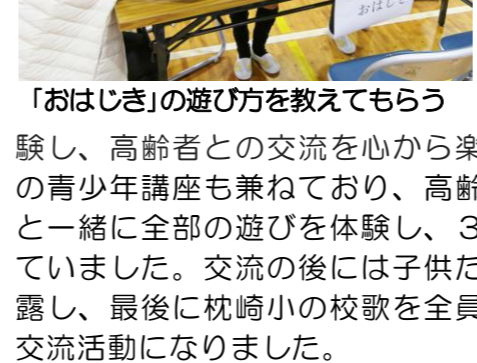 おはじき
「おはじき」の遊び方を教えてもらう
験し、高齢者との交流を心から楽
の青少年講座も兼ねており、高齢
と一緒に全部の遊びを体験し、３
ていました。交流の後には子供た
露し、最後に枕崎小の校歌を全員
交流活動になりました。